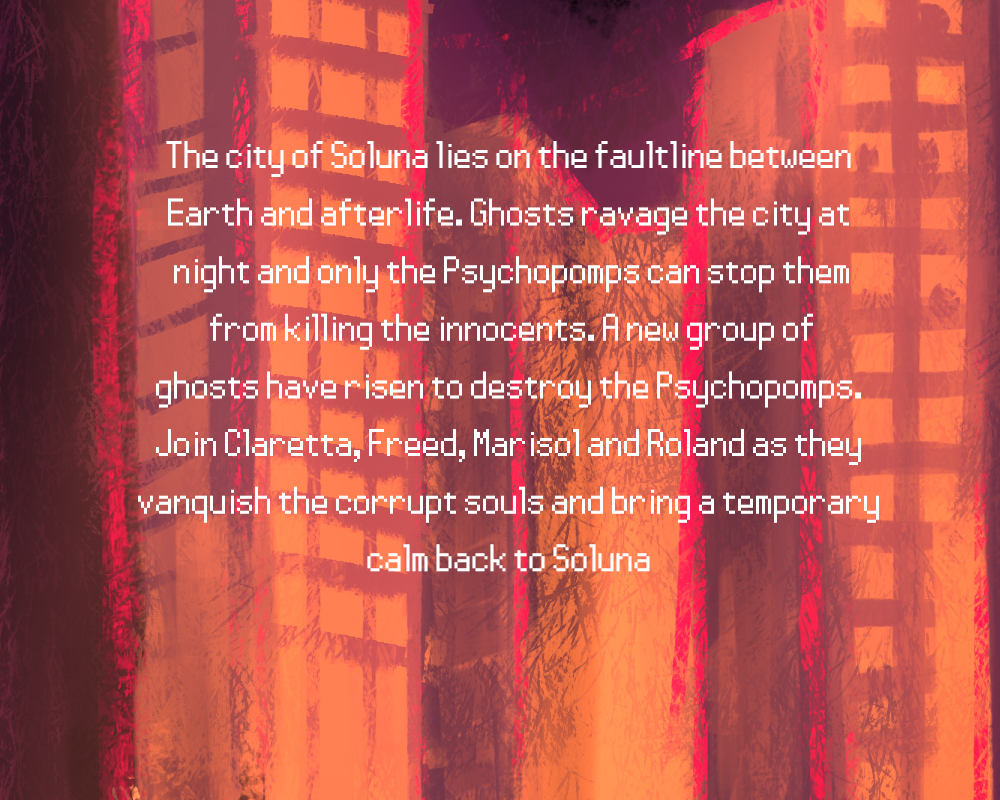 The city of Soluna lies on the faultline between
Earth and afterlife. Ghosts ravage the city at
night and only the Psychopomps can stop them
from killing the innocents. A new group of
ghosts have risen to destroy the Psychopomps.
Join Claretta, Freed, Marisol and Roland as they
vanquish the corrupt souls and bring a temporary
calm back to Soluna